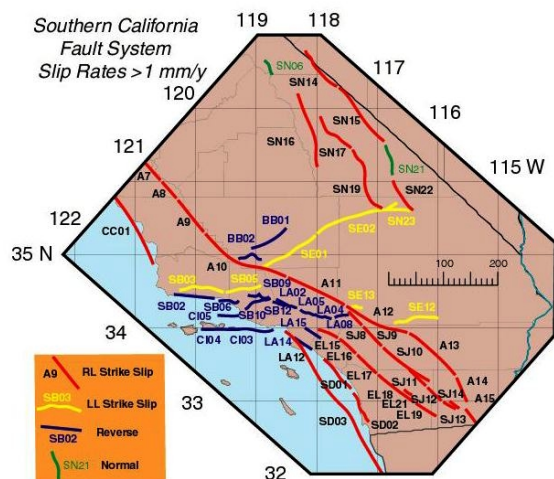 Southern California
Fault System
Slip Rates >1 mm/y
119
118
117
116
115 W
120
121
122
35 N
34
33
32
SN06
SN14
SN15
SN16
SN17
SN21
SN19
SN22
SN23
A7
A8
A9
CC01
BB01
BB02
SE02
SE01
A10
SB03
SB05
SB09
A11
SB02
SB06
LA02
LA05
SB10
SB12
LA04
LA08
SE13
A12
SE12
CI05
CI04
CI03
LA15
LA14
LA12
EL15
EL16
SJ8
SJ9
SJ10
A13
SD01
EL17
EL18
SJ11
SJ12
SJ14
A14
A15
EL21
EL19
SJ13
SD03
SD02
0
100
200
A9 RL Strike Slip
SB03 LL Strike Slip
SB02 Reverse
SN21 Normal